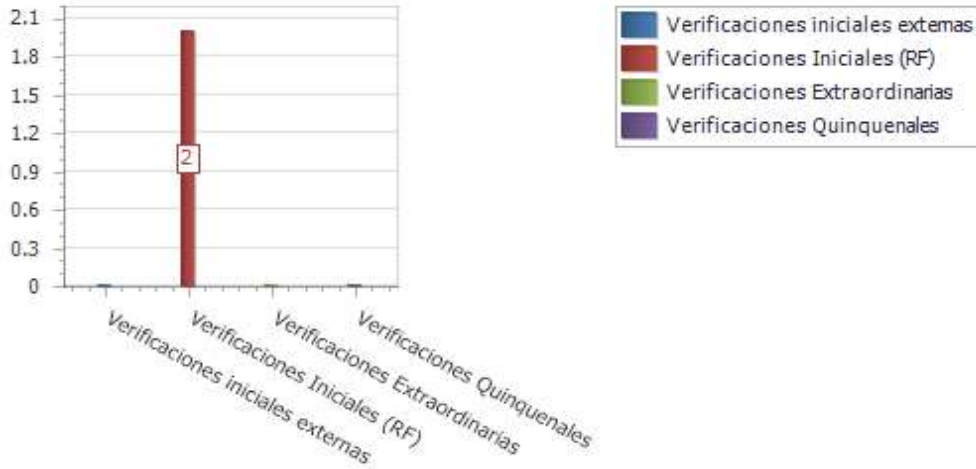 2.1
1.8
1.5
1.2
0.9
0.6
0.3
0
2
Verificaciones iniciales externas
Verificaciones Iniciales (RF)
Verificaciones Extraordinarias
Verificaciones Quinquenales
Verificaciones iniciales externas
Verificaciones Iniciales (RF)
Verificaciones Extraordinarias
Verificaciones Quinquenales